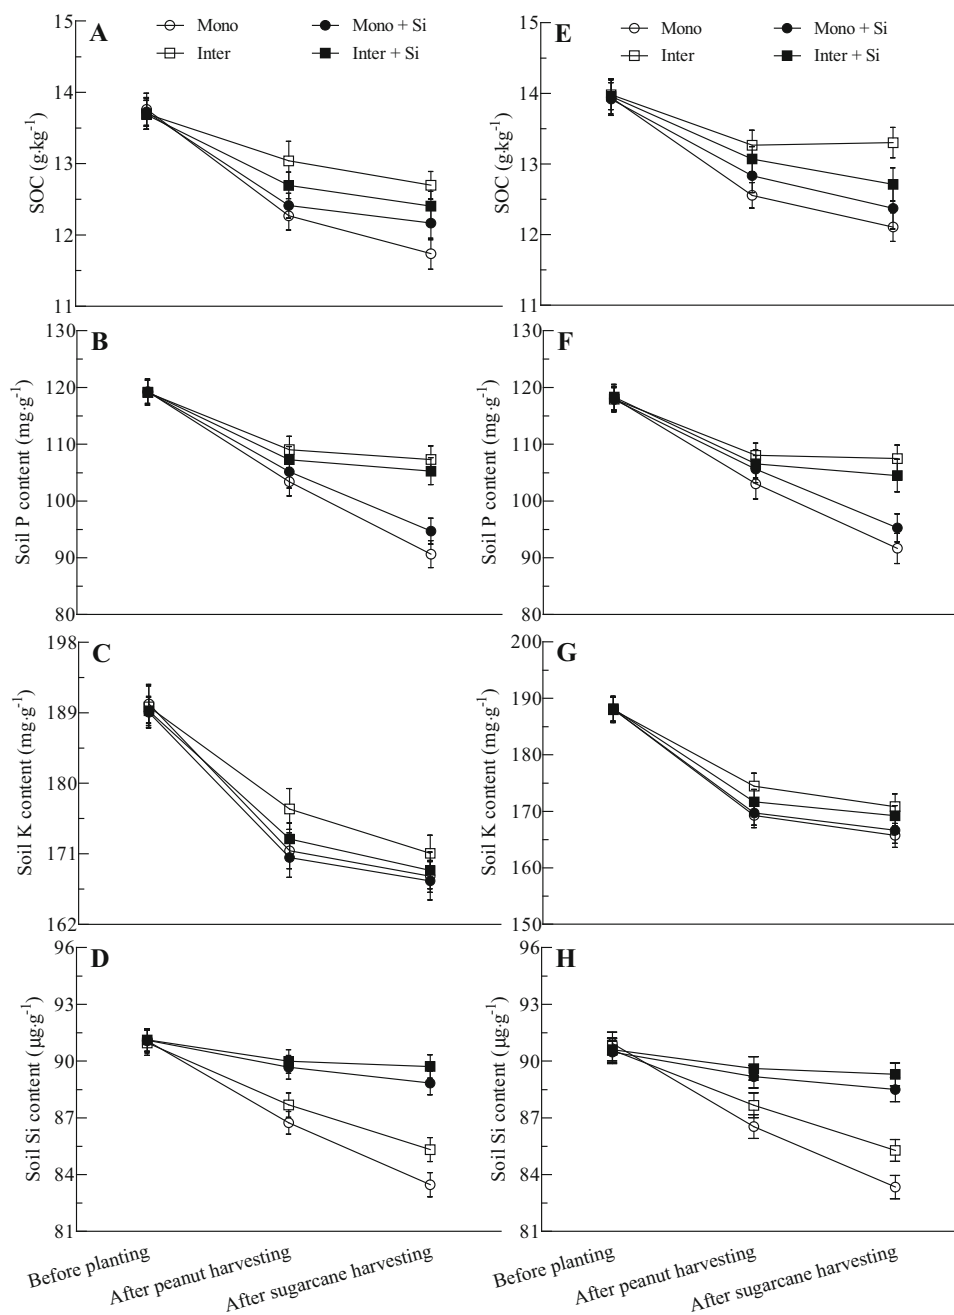 A
Mono
Mono + Si
Inter
Inter + Si
SOC (g·kg⁻¹)
15
14
13
12
11
E
Mono
Mono + Si
Inter
Inter + Si
SOC (g·kg⁻¹)
15
14
13
12
11
B
Soil P content (mg·g⁻¹)
130
120
110
100
90
80
F
Soil P content (mg·g⁻¹)
130
120
110
100
90
80
C
Soil K content (mg·g⁻¹)
198
189
180
171
162
G
Soil K content (mg·g⁻¹)
200
190
180
170
160
150
D
Soil Si content (μg·g⁻¹)
96
93
90
87
84
81
H
Soil Si content (μg·g⁻¹)
96
93
90
87
84
81
Before planting
After peanut harvesting
After sugarcane harvesting
Before planting
After peanut harvesting
After sugarcane harvesting